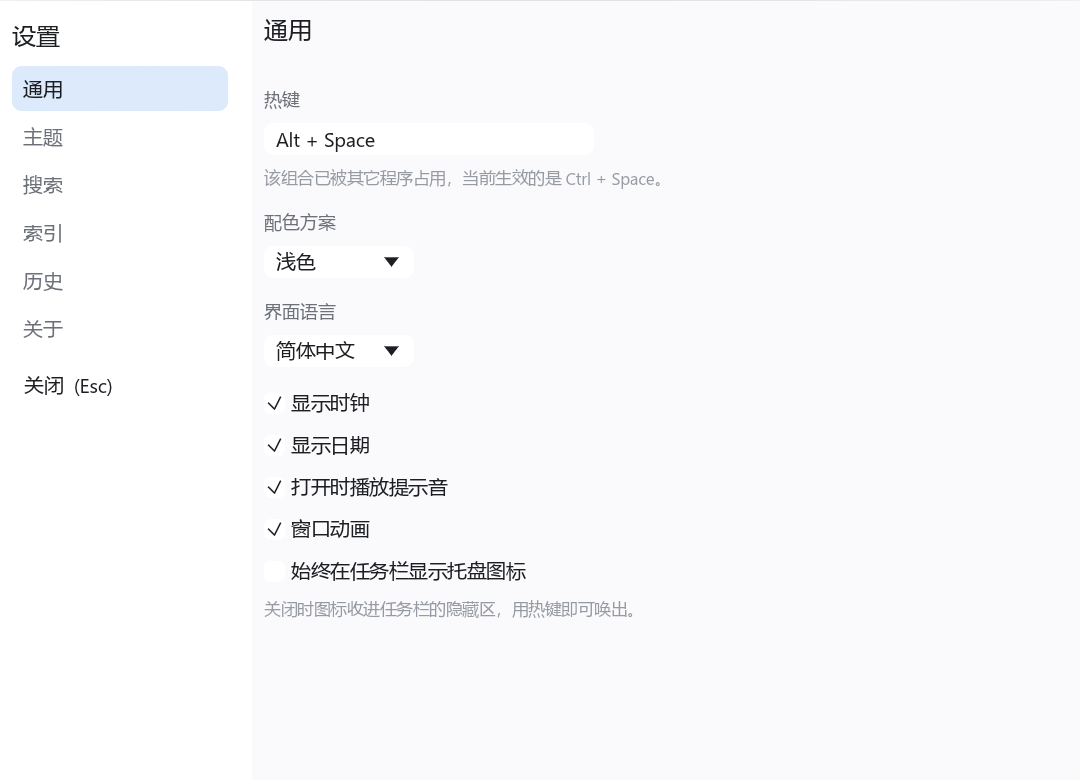 设置
通用
主题
搜索
索引
历史
关于
关闭 (Esc)
通用
热键
Alt + Space
该组合已被其它程序占用，当前生效的是 Ctrl + Space。
配色方案
浅色
界面语言
简体中文
显示时钟
显示日期
打开时播放提示音
窗口动画
始终在任务栏显示托盘图标
关闭时图标收进任务栏的隐藏区，用热键即可唤出。